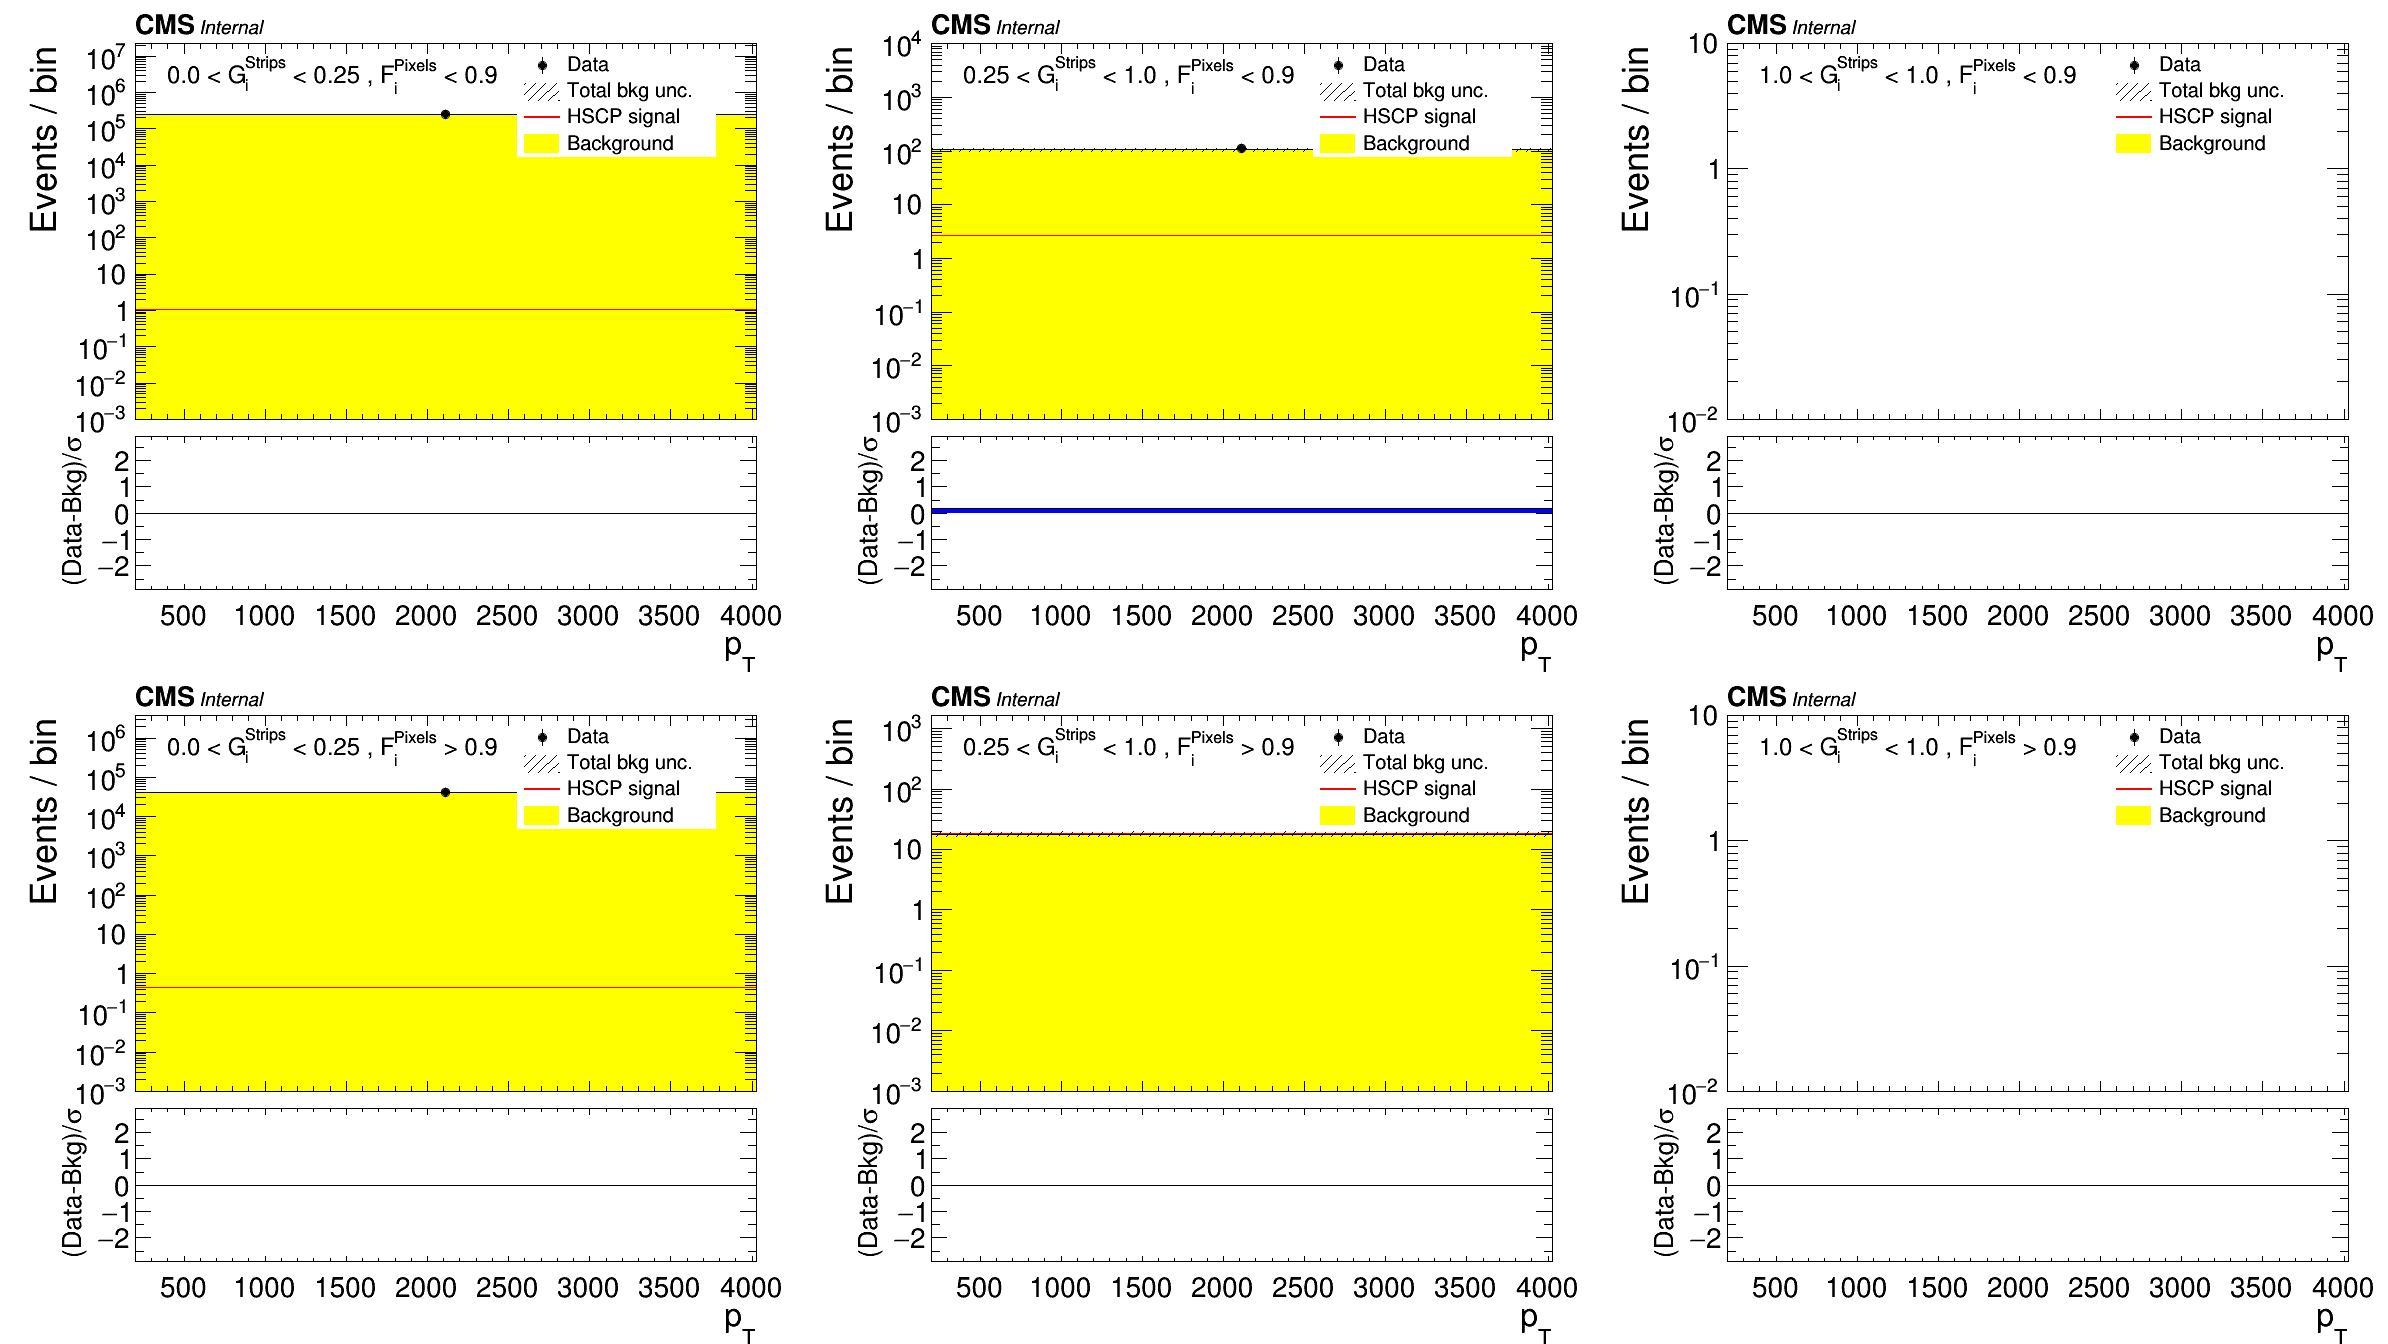 CMS Internal
Events / bin
10^7
10^6
10^5
10^4
10^3
10^2
10
1
10^−1
10^−2
10^−3
0.0 < G_i^Strips < 0.25 , F_i^Pixels < 0.9
Data
Total bkg unc.
HSCP signal
Background
(Data-Bkg)/σ
2
1
0
−1
−2
500 1000 1500 2000 2500 3000 3500 4000
p_T
CMS Internal
Events / bin
10^4
10^3
10^2
10
1
10^−1
10^−2
10^−3
0.25 < G_i^Strips < 1.0 , F_i^Pixels < 0.9
Data
Total bkg unc.
HSCP signal
Background
(Data-Bkg)/σ
2
1
0
−1
−2
500 1000 1500 2000 2500 3000 3500 4000
p_T
CMS Internal
Events / bin
10
1
10^−1
10^−2
1.0 < G_i^Strips < 1.0 , F_i^Pixels < 0.9
Data
Total bkg unc.
HSCP signal
Background
(Data-Bkg)/σ
2
1
0
−1
−2
500 1000 1500 2000 2500 3000 3500 4000
p_T
CMS Internal
Events / bin
10^6
10^5
10^4
10^3
10^2
10
1
10^−1
10^−2
10^−3
0.0 < G_i^Strips < 0.25 , F_i^Pixels > 0.9
Data
Total bkg unc.
HSCP signal
Background
(Data-Bkg)/σ
2
1
0
−1
−2
500 1000 1500 2000 2500 3000 3500 4000
p_T
CMS Internal
Events / bin
10^3
10^2
10
1
10^−1
10^−2
10^−3
0.25 < G_i^Strips < 1.0 , F_i^Pixels > 0.9
Data
Total bkg unc.
HSCP signal
Background
(Data-Bkg)/σ
2
1
0
−1
−2
500 1000 1500 2000 2500 3000 3500 4000
p_T
CMS Internal
Events / bin
10
1
10^−1
10^−2
1.0 < G_i^Strips < 1.0 , F_i^Pixels > 0.9
Data
Total bkg unc.
HSCP signal
Background
(Data-Bkg)/σ
2
1
0
−1
−2
500 1000 1500 2000 2500 3000 3500 4000
p_T